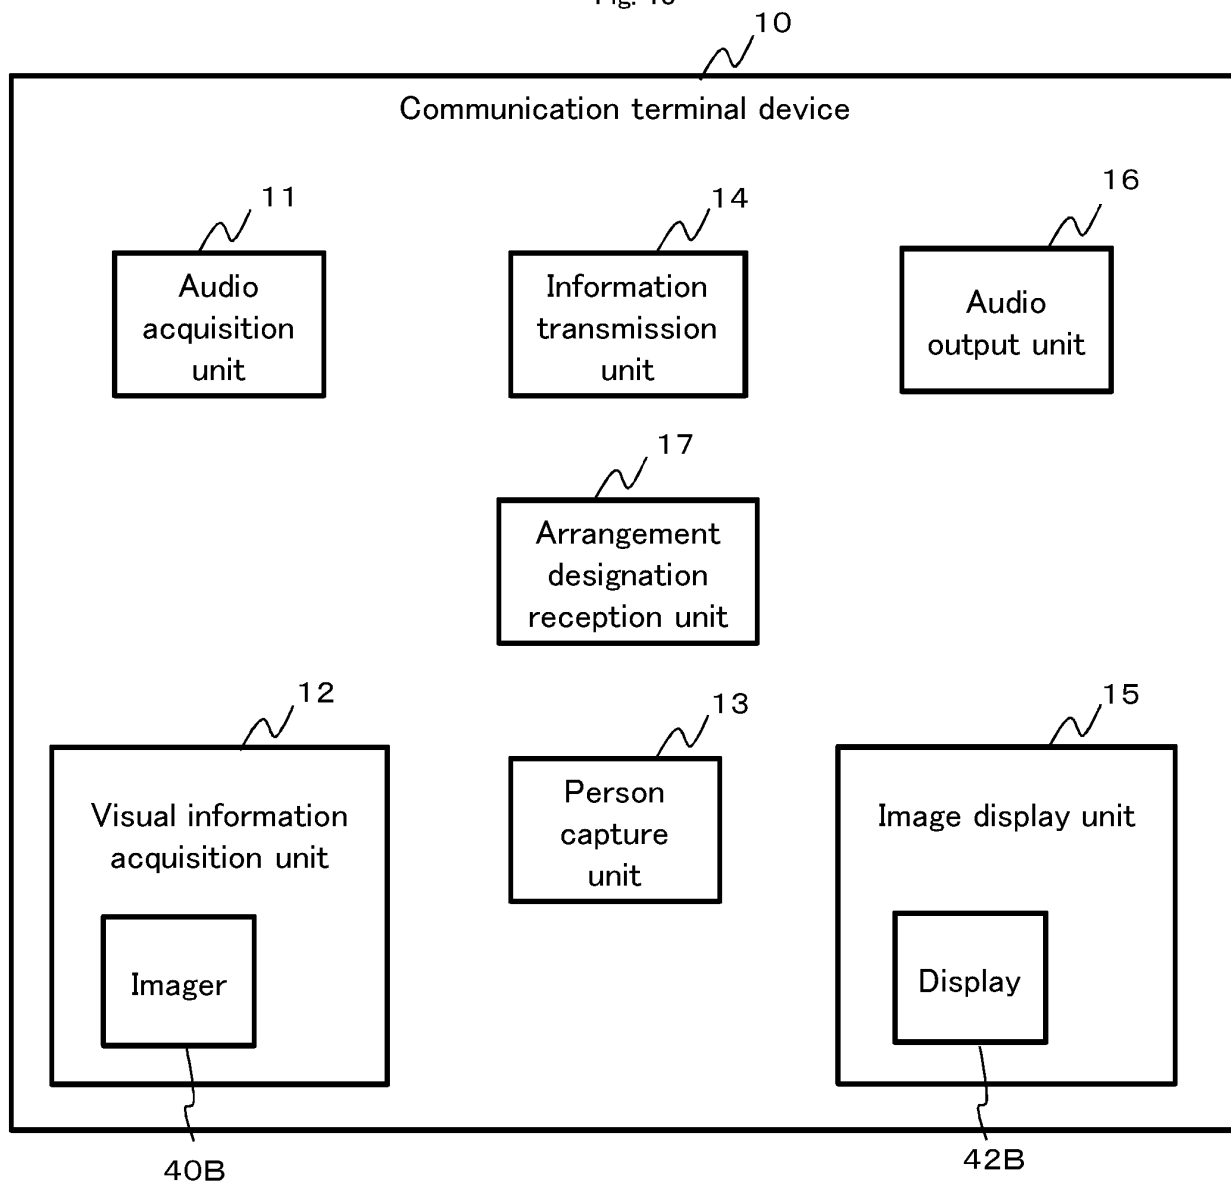 10
Communication terminal device
11
14
16
Audio
acquisition
unit
Information
transmission
unit
Audio
output unit
17
Arrangement
designation
reception unit
12
13
15
Visual information
acquisition unit
Person
capture
unit
Image display unit
Imager
Display
40B
42B